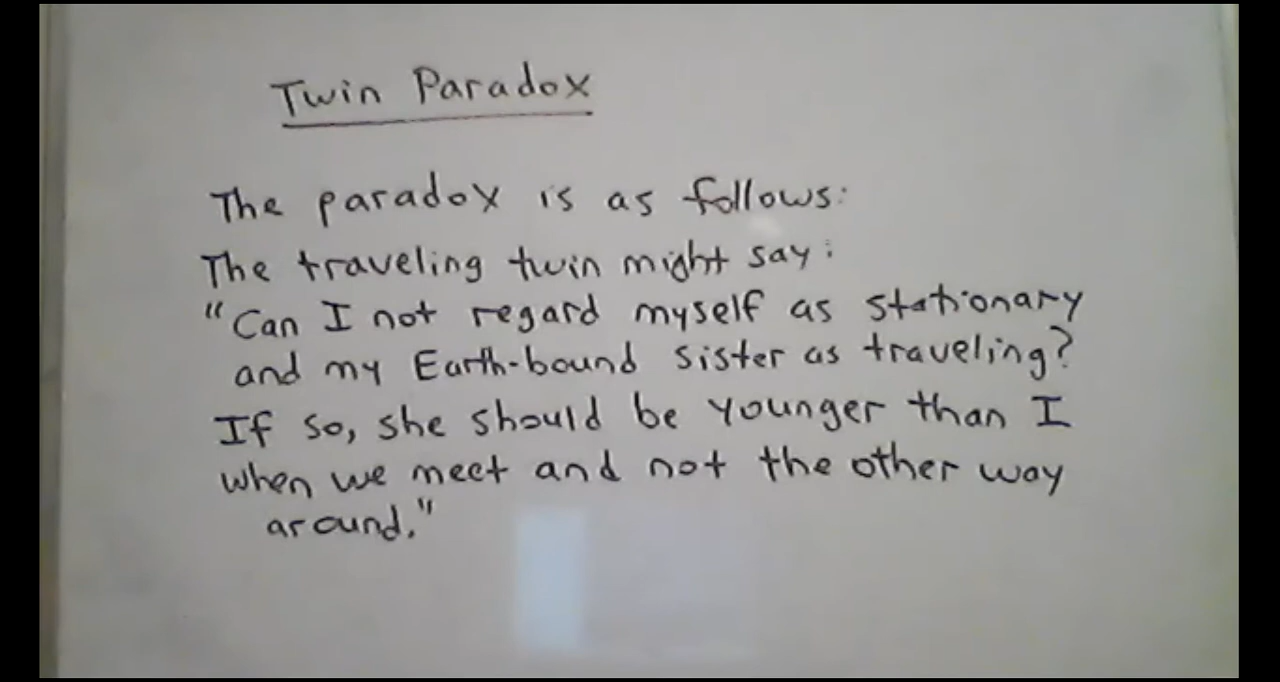 Twin Paradox
The paradox is as follows:
The traveling twin might say:
"Can I not regard myself as stationary
and my Earth-bound sister as traveling?
If so, she should be younger than I
when we meet and not the other way
around."